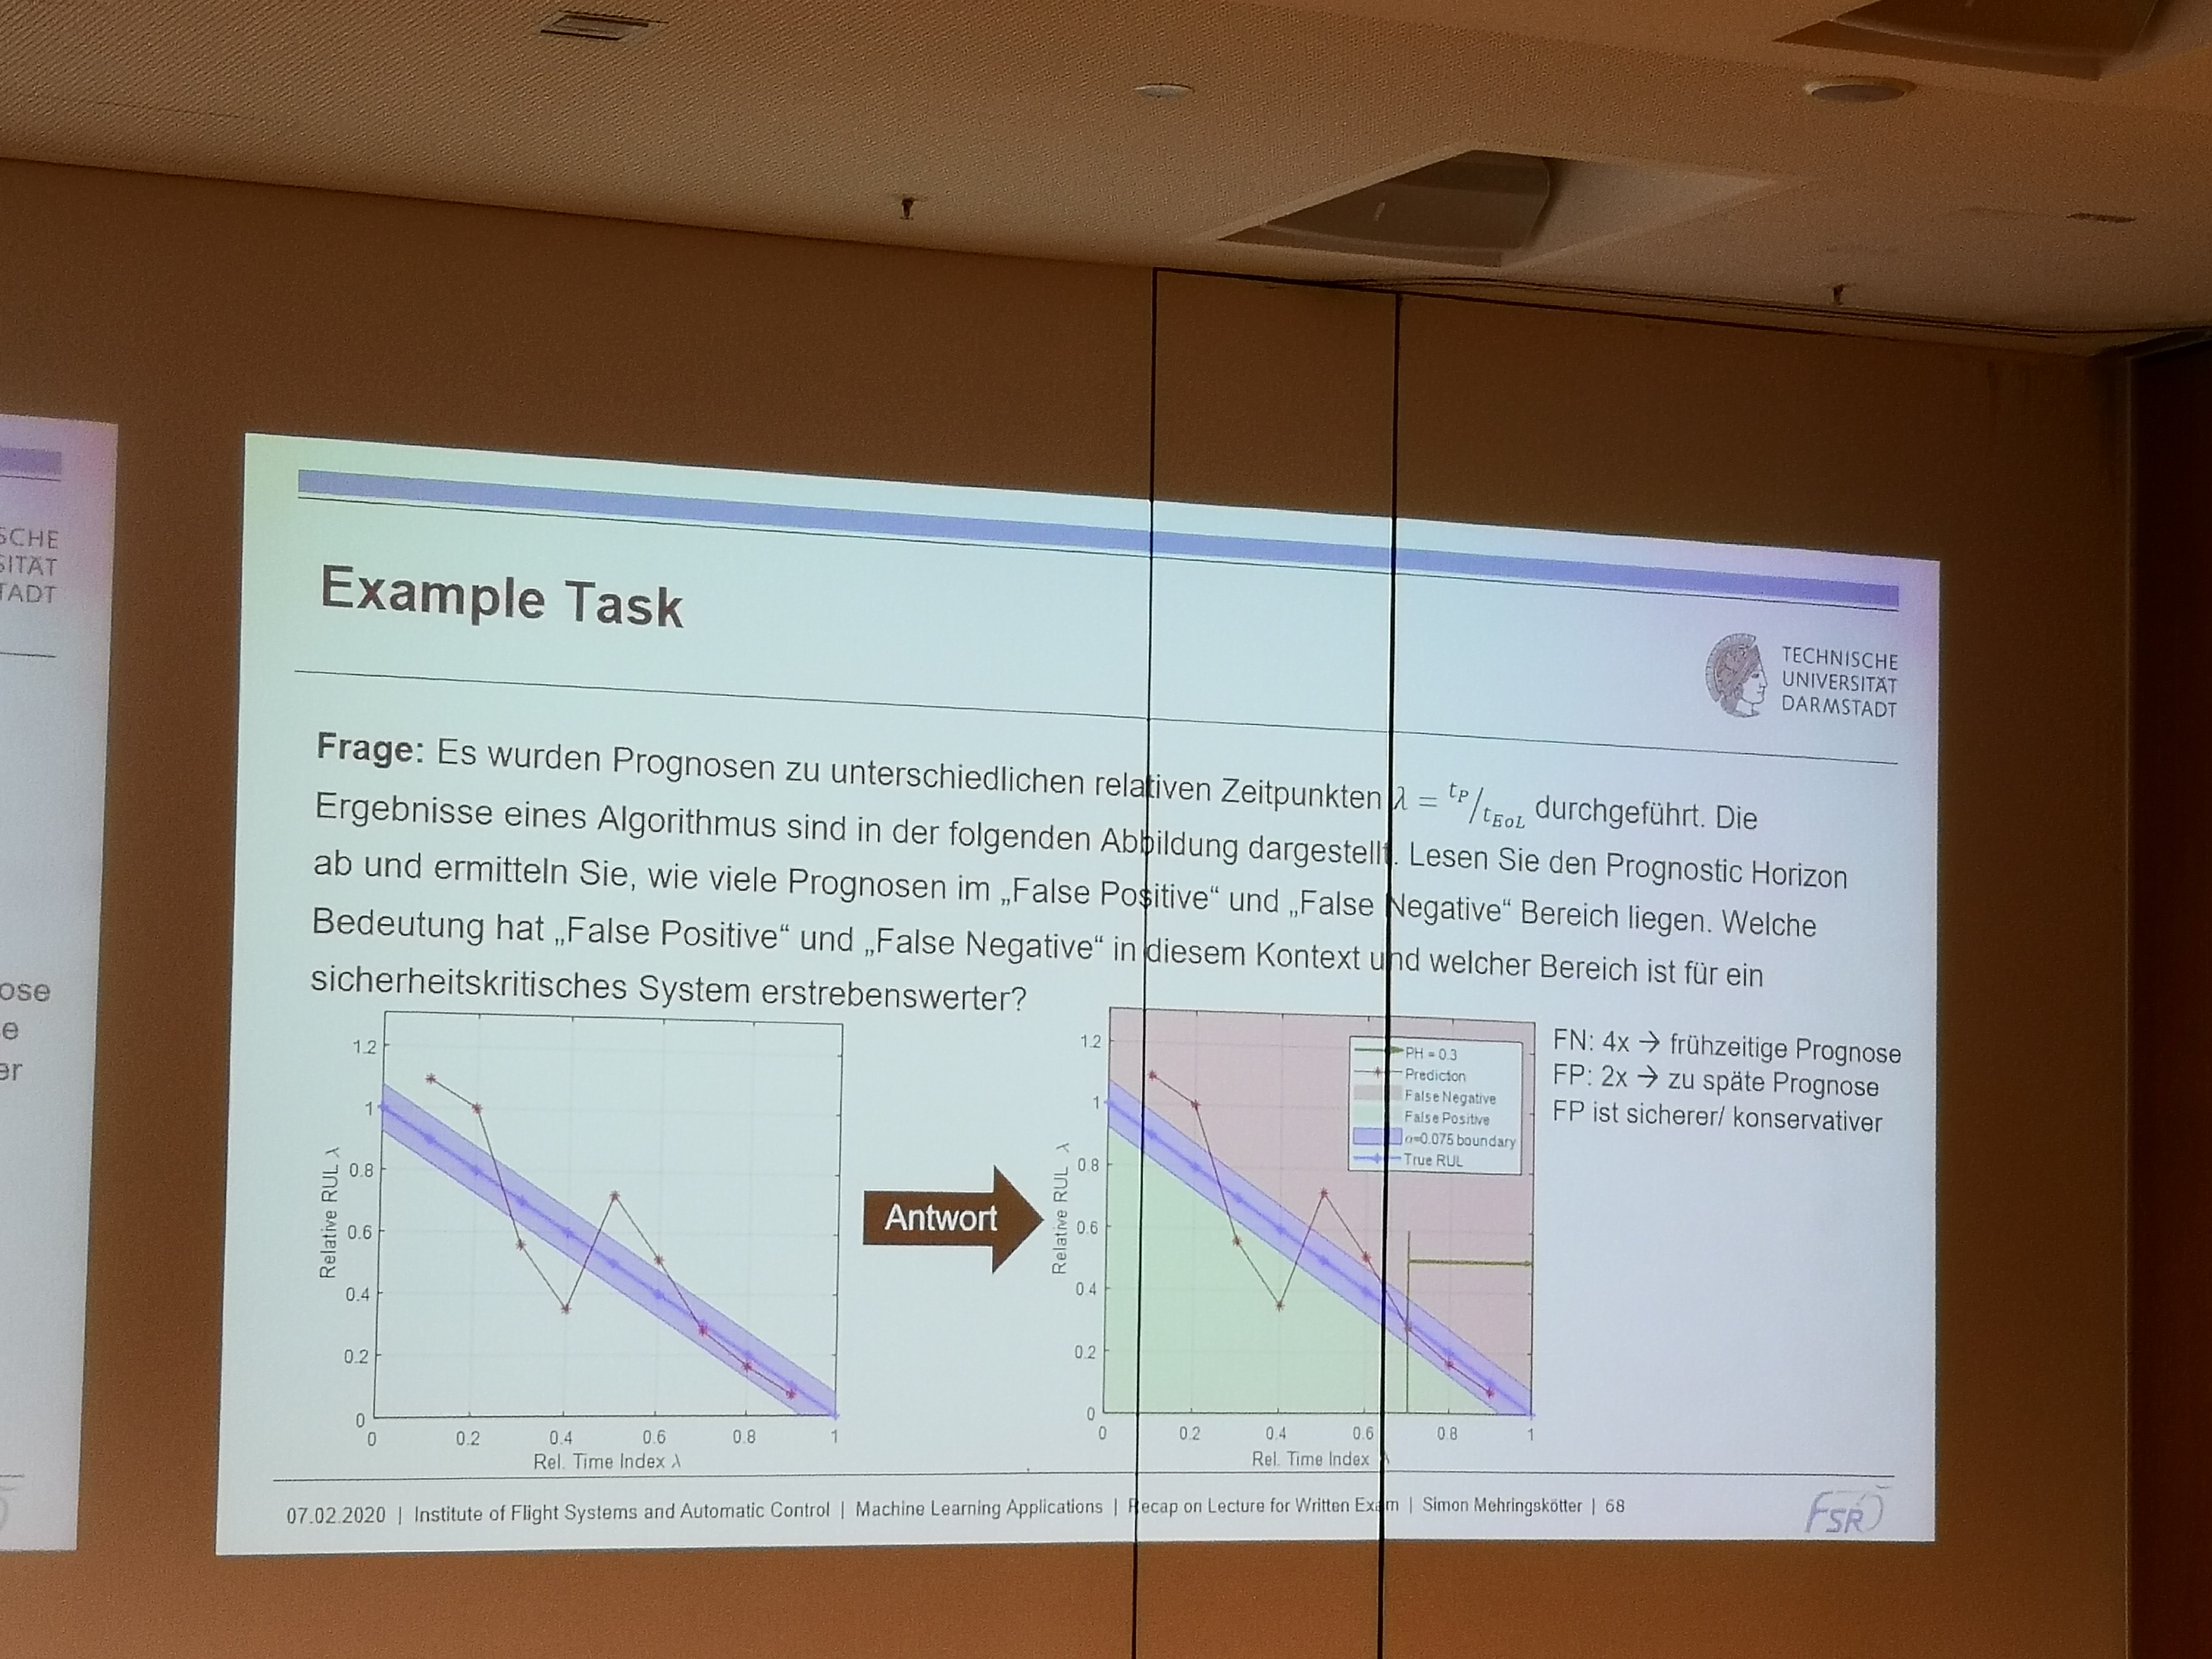 SCHE
SITÄT
TADT
ose
e
er
Example Task
TECHNISCHE
UNIVERSITÄT
DARMSTADT
Frage: Es wurden Prognosen zu unterschiedlichen relativen Zeitpunkten λ = tP/tEoL durchgeführt. Die
Ergebnisse eines Algorithmus sind in der folgenden Abbildung dargestellt. Lesen Sie den Prognostic Horizon
ab und ermitteln Sie, wie viele Prognosen im „False Positive“ und „False Negative“ Bereich liegen. Welche
Bedeutung hat „False Positive“ und „False Negative“ in diesem Kontext und welcher Bereich ist für ein
sicherheitskritisches System erstrebenswerter?
1.2
1
0.8
0.6
0.4
0.2
0
Relative RUL λ
0 0.2 0.4 0.6 0.8 1
Rel. Time Index λ
Antwort
1.2
1
0.8
0.6
0.4
0.2
0
Relative RUL λ
PH = 0.3
Prediction
False Negative
False Positive
α=0.075 boundary
True RUL
0 0.2 0.4 0.6 0.8 1
Rel. Time Index λ
FN: 4x → frühzeitige Prognose
FP: 2x → zu späte Prognose
FP ist sicherer/ konservativer
07.02.2020 | Institute of Flight Systems and Automatic Control | Machine Learning Applications | Recap on Lecture for Written Exam | Simon Mehringskötter | 68
FSR